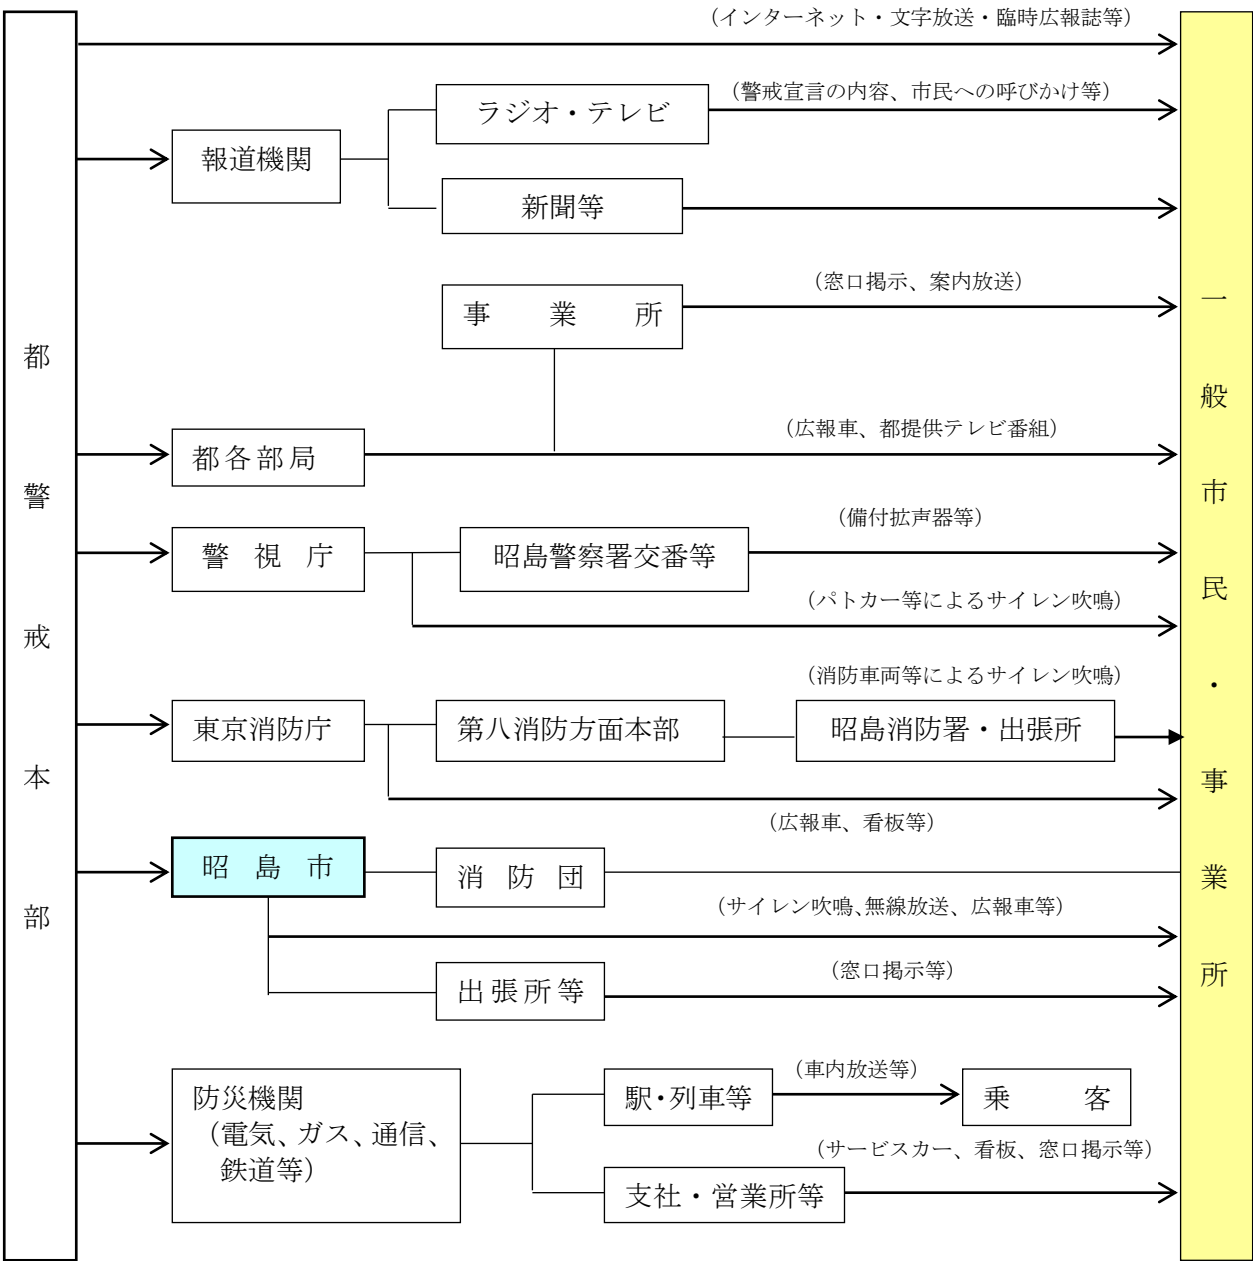 都警戒本部
（インターネット・文字放送・臨時広報誌等）
報道機関
ラジオ・テレビ
（警戒宣言の内容、市民への呼びかけ等）
新聞等
事業所
（窓口掲示、案内放送）
都各部局
（広報車、都提供テレビ番組）
警視庁
昭島警察署交番等
（備付拡声器等）
（パトカー等によるサイレン吹鳴）
東京消防庁
第八消防方面本部
（消防車両等によるサイレン吹鳴）
昭島消防署・出張所
（広報車、看板等）
昭島市
消防団
（サイレン吹鳴、無線放送、広報車等）
出張所等
（窓口掲示等）
防災機関
（電気、ガス、通信、
鉄道等）
駅・列車等
（車内放送等）
乗客
支社・営業所等
（サービスカー、看板、窓口掲示等）
一般市民・事業所